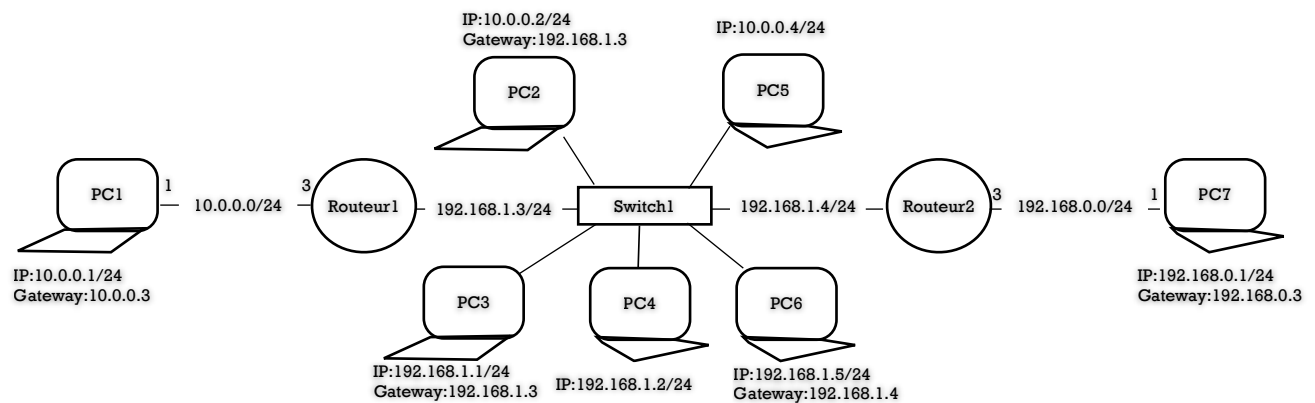 IP:10.0.0.2/24
Gateway:192.168.1.3
IP:10.0.0.4/24
PC2
PC5
PC1
1
10.0.0.0/24
3
Routeur1
192.168.1.3/24
Switch1
192.168.1.4/24
Routeur2
3
192.168.0.0/24
1
PC7
IP:10.0.0.1/24
Gateway:10.0.0.3
IP:192.168.0.1/24
Gateway:192.168.0.3
PC3
PC4
PC6
IP:192.168.1.1/24
Gateway:192.168.1.3
IP:192.168.1.2/24
IP:192.168.1.5/24
Gateway:192.168.1.4